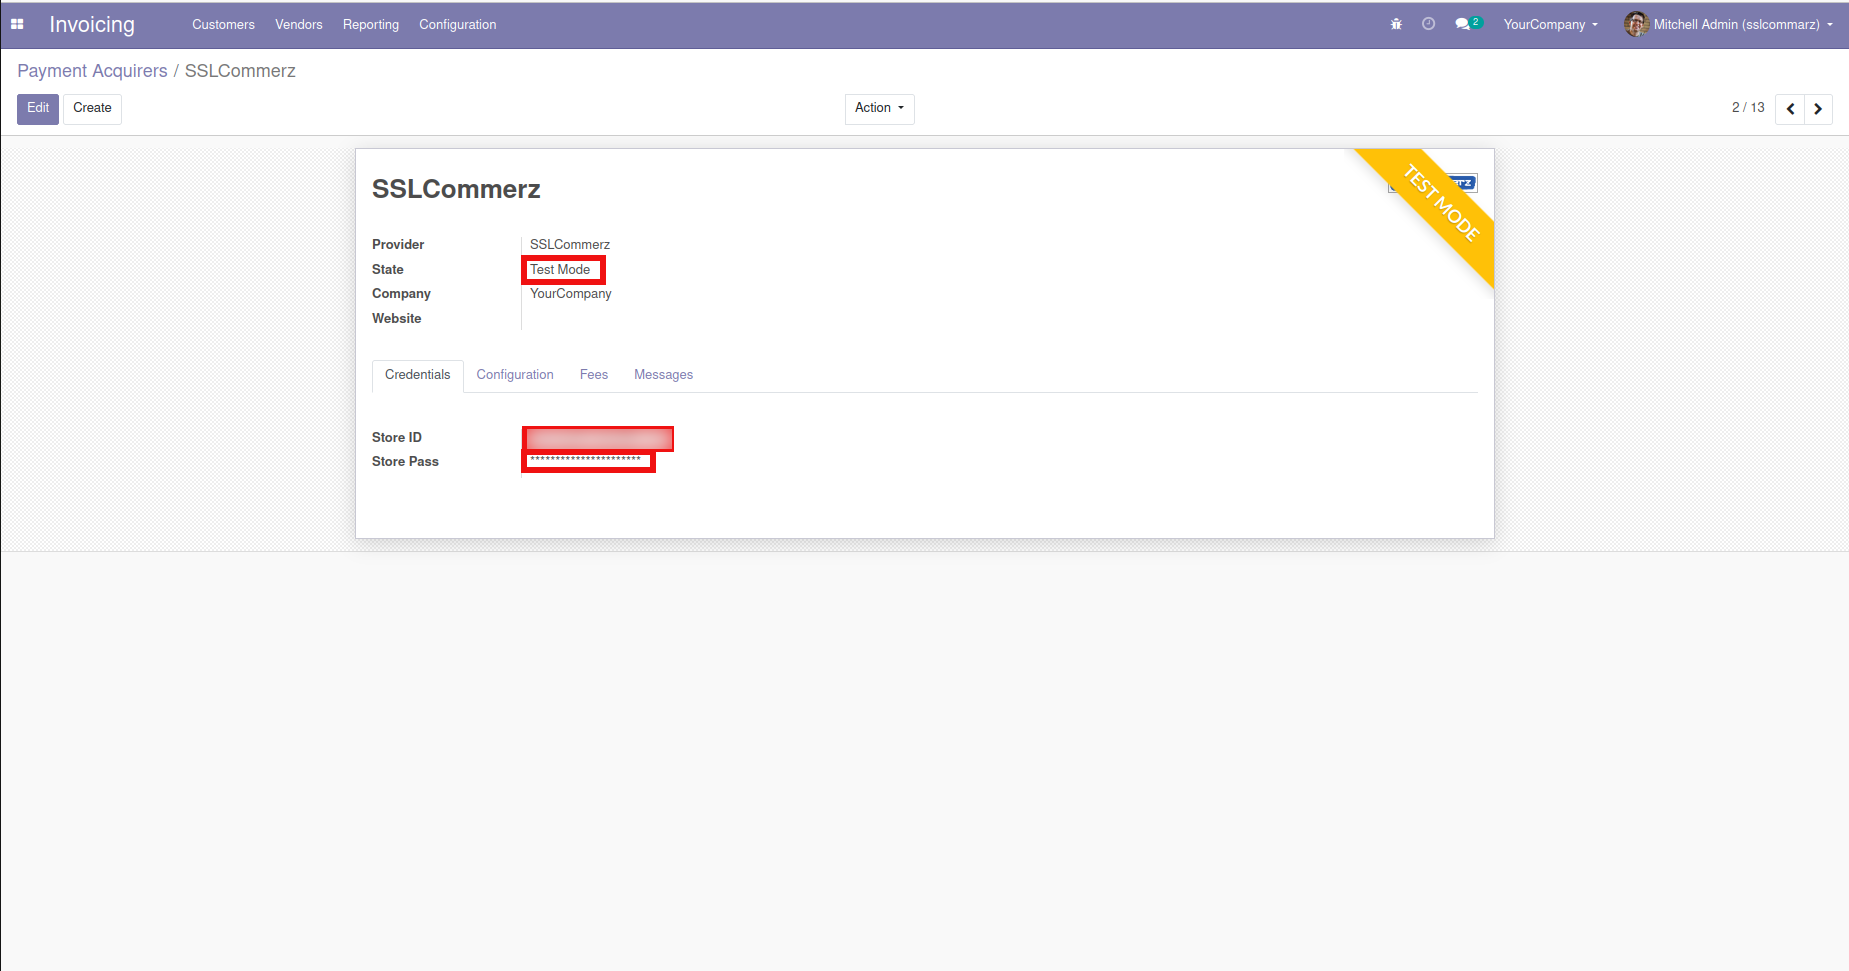 Invoicing Customers Vendors Reporting Configuration 2 YourCompany Mitchell Admin (sslcommarz)
Payment Acquirers / SSLCommerz
Edit Create Action 2 / 13
SSLCommerz
TEST MODE
Provider SSLCommerz
State Test Mode
Company YourCompany
Website
Credentials Configuration Fees Messages
Store ID
Store Pass **********************